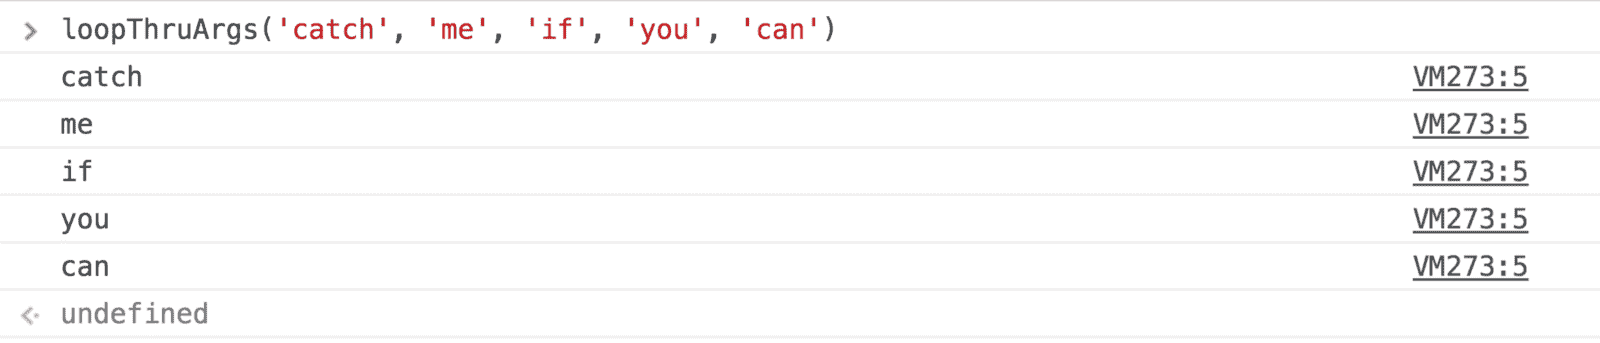 loopThruArgs('catch', 'me', 'if', 'you', 'can')
catch VM273:5
me VM273:5
if VM273:5
you VM273:5
can VM273:5
undefined